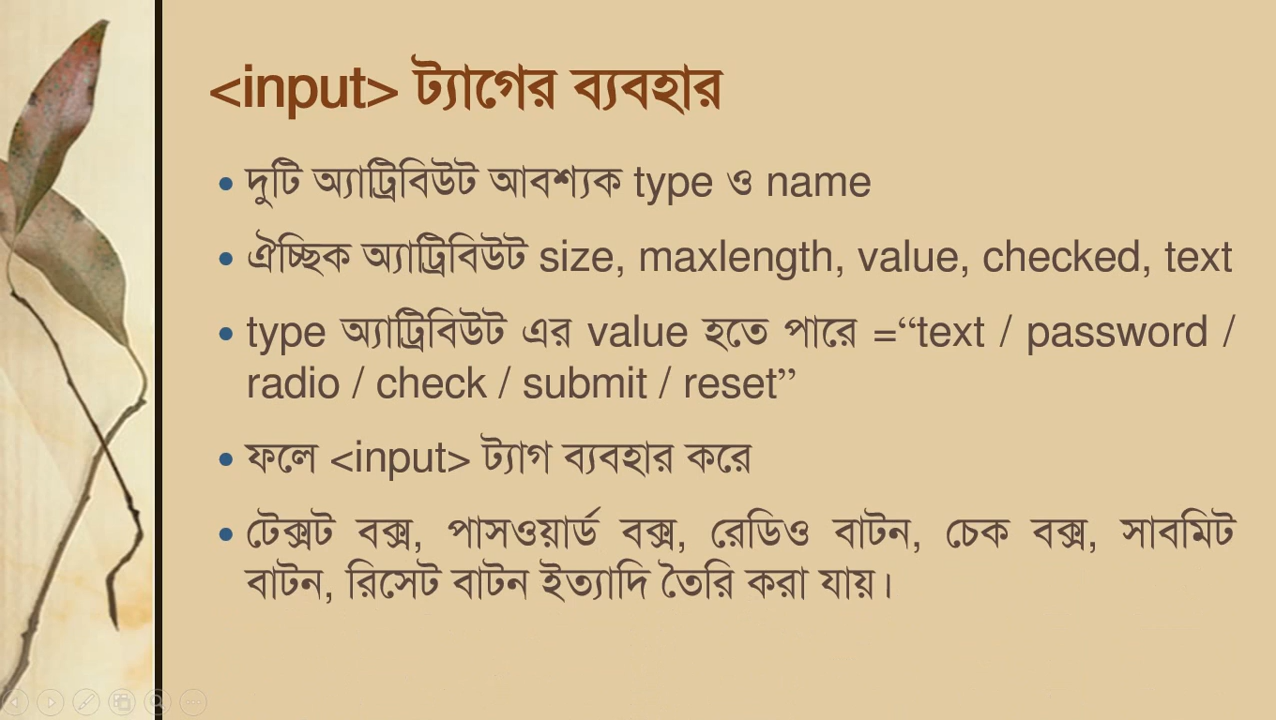 <input> ট্যাগের ব্যবহার
• দুটি অ্যাট্রিবিউট আবশ্যক type ও name
• ঐচ্ছিক অ্যাট্রিবিউট size, maxlength, value, checked, text
• type অ্যাট্রিবিউট এর value হতে পারে =“text / password /
radio / check / submit / reset”
• ফলে <input> ট্যাগ ব্যবহার করে
• টেক্সট বক্স, পাসওয়ার্ড বক্স, রেডিও বাটন, চেক বক্স, সাবমিট
বাটন, রিসেট বাটন ইত্যাদি তৈরি করা যায়।